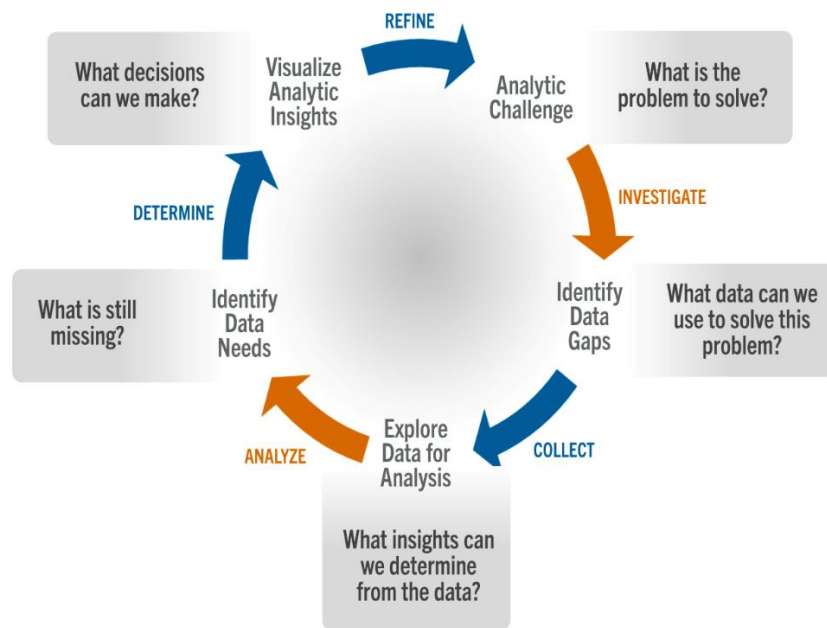 REFINE
What decisions
can we make?
Visualize
Analytic
Insights
Analytic
Challenge
What is the
problem to solve?
DETERMINE
INVESTIGATE
What is still
missing?
Identify
Data
Needs
Identify
Data
Gaps
What data can we
use to solve this
problem?
ANALYZE
Explore
Data for
Analysis
COLLECT
What insights can
we determine
from the data?